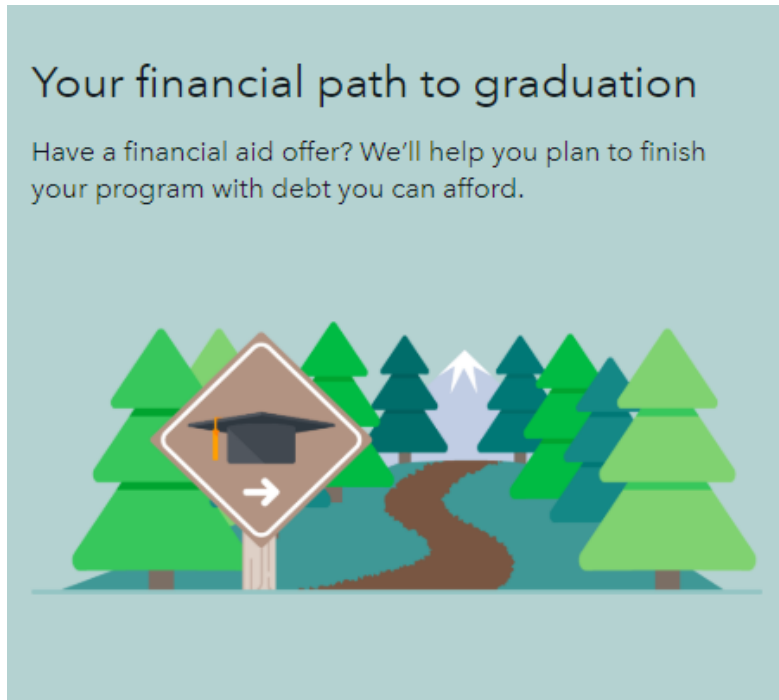 Your financial path to graduation
Have a financial aid offer? We’ll help you plan to finish
your program with debt you can afford.